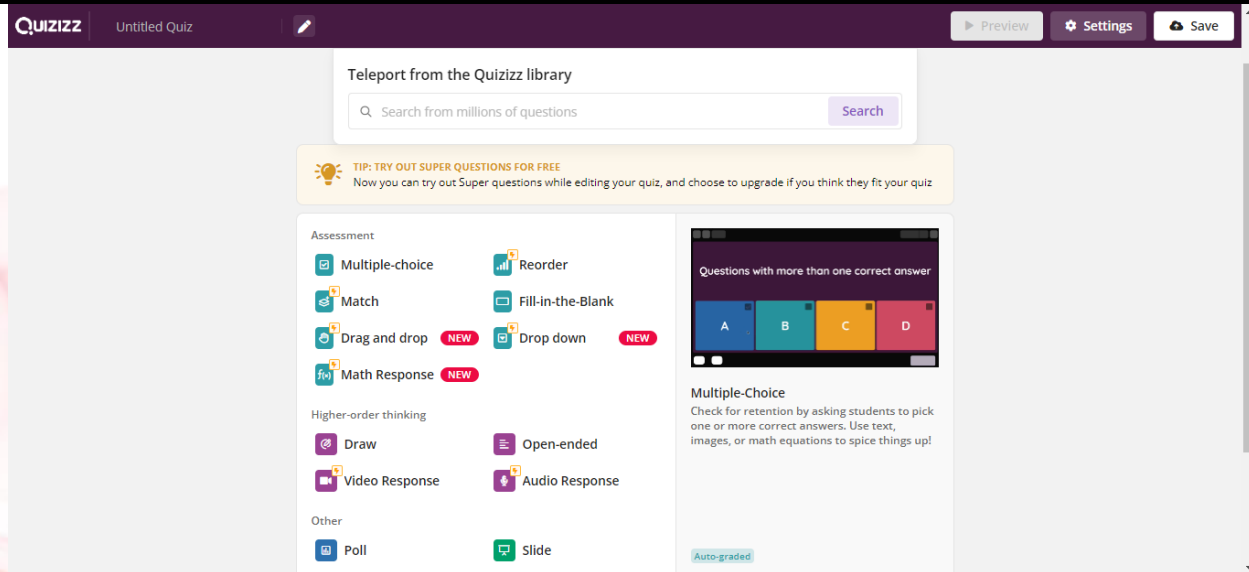 Quizizz Untitled Quiz Preview Settings Save
Teleport from the Quizizz library
Search from millions of questions Search
TIP: TRY OUT SUPER QUESTIONS FOR FREE
Now you can try out Super questions while editing your quiz, and choose to upgrade if you think they fit your quiz
Assessment
Multiple-choice Reorder
Match Fill-in-the-Blank
Drag and drop NEW Drop down NEW
f(x) Math Response NEW
Higher-order thinking
Draw Open-ended
Video Response Audio Response
Other
Poll Slide
Questions with more than one correct answer
A B C D
Multiple-Choice
Check for retention by asking students to pick
one or more correct answers. Use text,
images, or math equations to spice things up!
Auto-graded